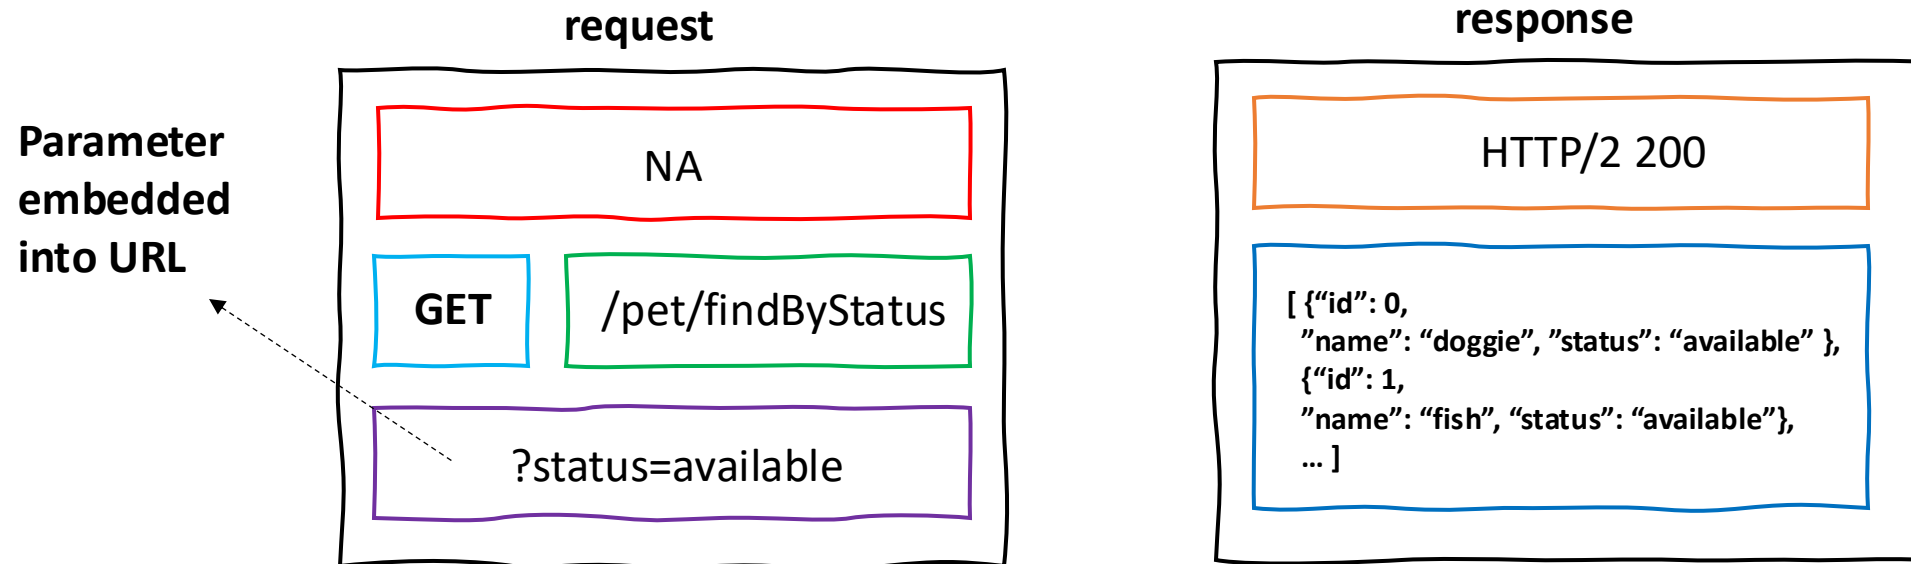 request
response
Parameter
embedded
into URL
NA
GET
/pet/findByStatus
?status=available
HTTP/2 200
[ {“id”: 0,
”name”: “doggie”, ”status”: “available” },
{“id”: 1,
”name”: “fish”, “status”: “available”},
... ]